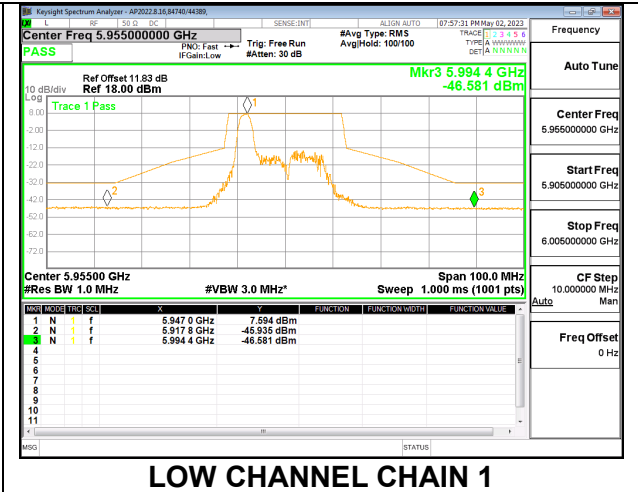 Keysight Spectrum Analyzer - AP2022.8.16,84740/44389,
L RF 50 Ω DC SENSE:INT ALIGN AUTO 07:57:31 PM May 02, 2023
Center Freq 5.955000000 GHz #Avg Type: RMS TRACE 1 2 3 4 5 6
PASS PNO: Fast Trig: Free Run Avg|Hold: 100/100 TYPE A WWWWW
IFGain:Low #Atten: 30 dB DET A NNNNN
Ref Offset 11.83 dB Mkr3 5.994 4 GHz
10 dB/div Ref 18.00 dBm -46.581 dBm
Log
Trace 1 Pass
8.00
-2.00
-12.0
-22.0
-32.0
-42.0
-52.0
-62.0
-72.0
1
2
3
Center 5.95500 GHz Span 100.0 MHz
#Res BW 1.0 MHz #VBW 3.0 MHz* Sweep 1.000 ms (1001 pts)
MKR MODE TRC SCL X Y FUNCTION FUNCTION WIDTH FUNCTION VALUE
1 N 1 f 5.947 0 GHz 7.594 dBm
2 N 1 f 5.917 8 GHz -45.935 dBm
3 N 1 f 5.994 4 GHz -46.581 dBm
4
5
6
7
8
9
10
11
MSG STATUS
Frequency
Auto Tune
Center Freq
5.955000000 GHz
Start Freq
5.905000000 GHz
Stop Freq
6.005000000 GHz
CF Step
10.000000 MHz
Auto Man
Freq Offset
0 Hz
LOW CHANNEL CHAIN 1